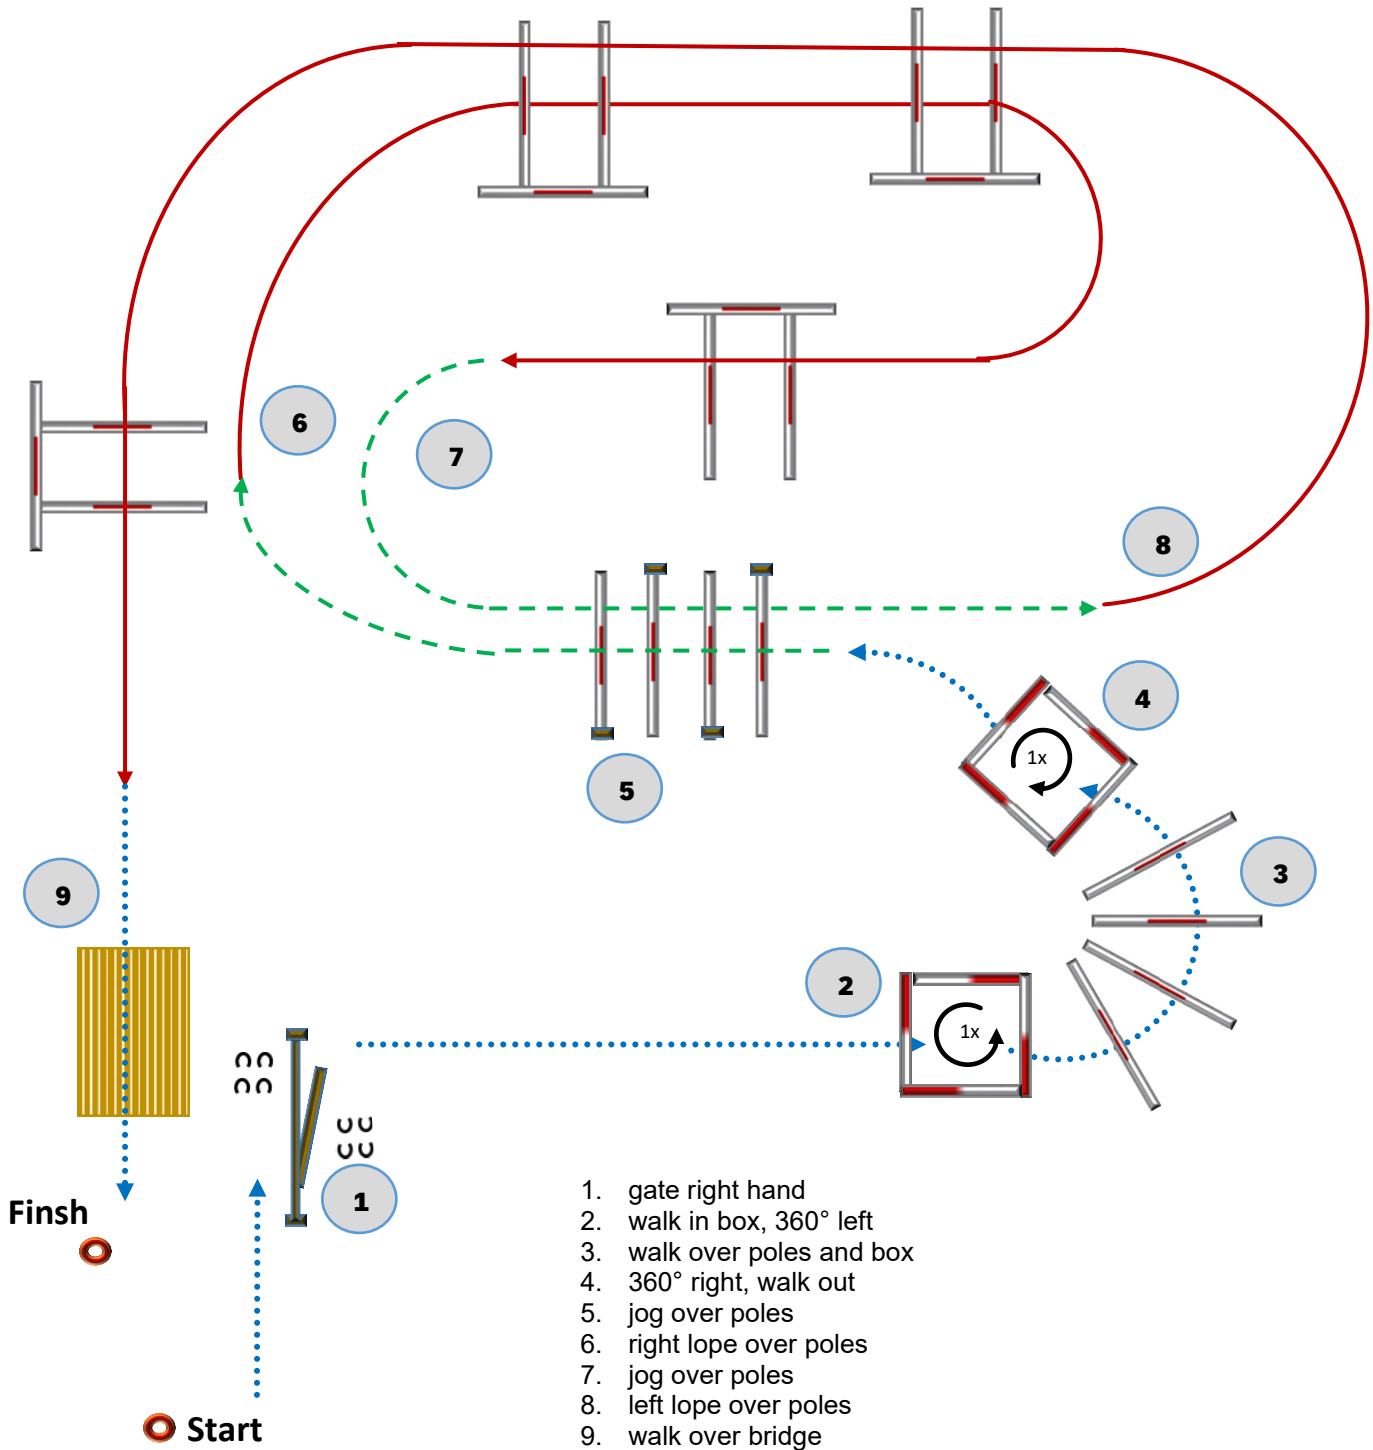 6
7
8
4
1x
5
3
9
2
1x
1
Finsh
Start
1. gate right hand
2. walk in box, 360° left
3. walk over poles and box
4. 360° right, walk out
5. jog over poles
6. right lope over poles
7. jog over poles
8. left lope over poles
9. walk over bridge